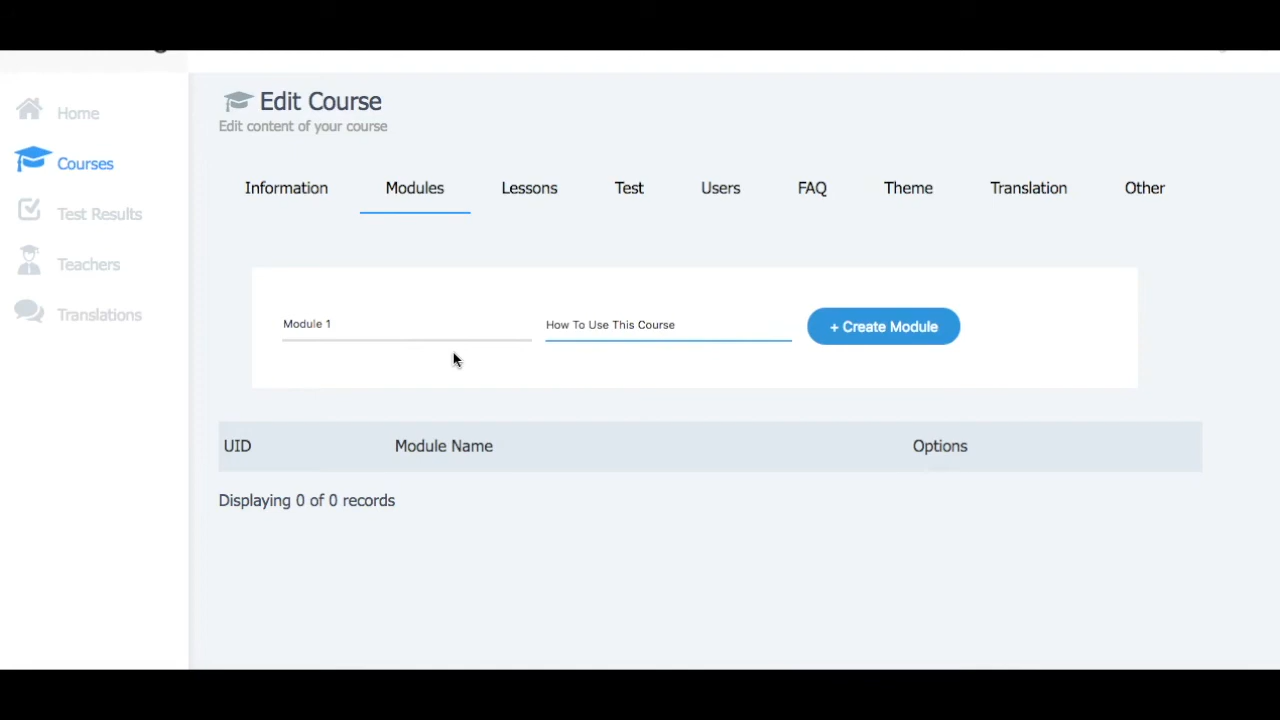 Edit Course
Edit content of your course
Home
Courses
Test Results
Teachers
Translations
Information Modules Lessons Test Users FAQ Theme Translation Other
Module 1 How To Use This Course + Create Module
UID Module Name Options
Displaying 0 of 0 records